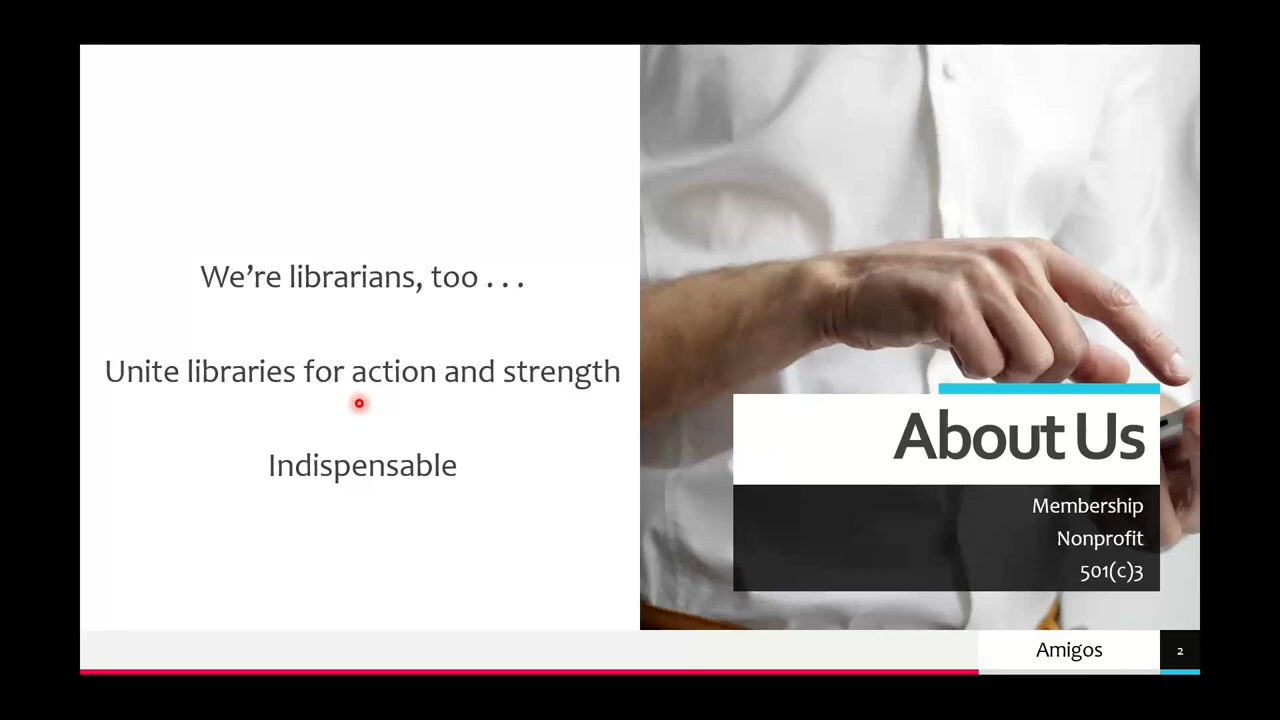 We're librarians, too . . .
Unite libraries for action and strength
Indispensable
About Us
Membership
Nonprofit
501(c)3
Amigos
2